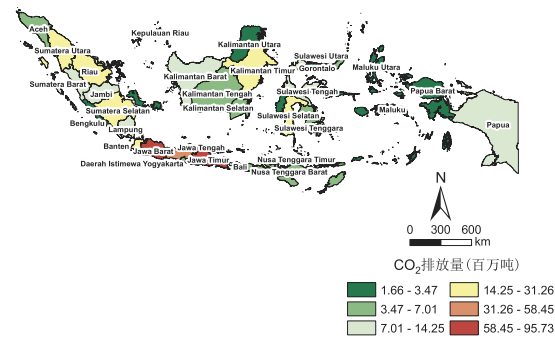 Aceh
Kepulauan Riau
Kalimantan Utara
Sumatera Utara
Sulawesi Utara
Gorontalo
Maluku Utara
Riau
Kalimantan Barat
Kalimantan Timur
Sumatera Barat
Jambi
Kalimantan Tengah
Sulawesi Tengah
Papua Barat
Sumatera Selatan
Kalimantan Selatan
Maluku
Bengkulu
Sulawesi Selatan
Papua
Lampung
Sulawesi Tenggara
Banten
Jawa Barat
Jawa Tengah
Daerah Istimewa Yogyakarta
Jawa Timur
Bali
Nusa Tenggara Timur
Nusa Tenggara Barat
N
0 300 600
km
CO₂排放量(百万吨)
1.66 - 3.47
14.25 - 31.26
3.47 - 7.01
31.26 - 58.45
7.01 - 14.25
58.45 - 95.73